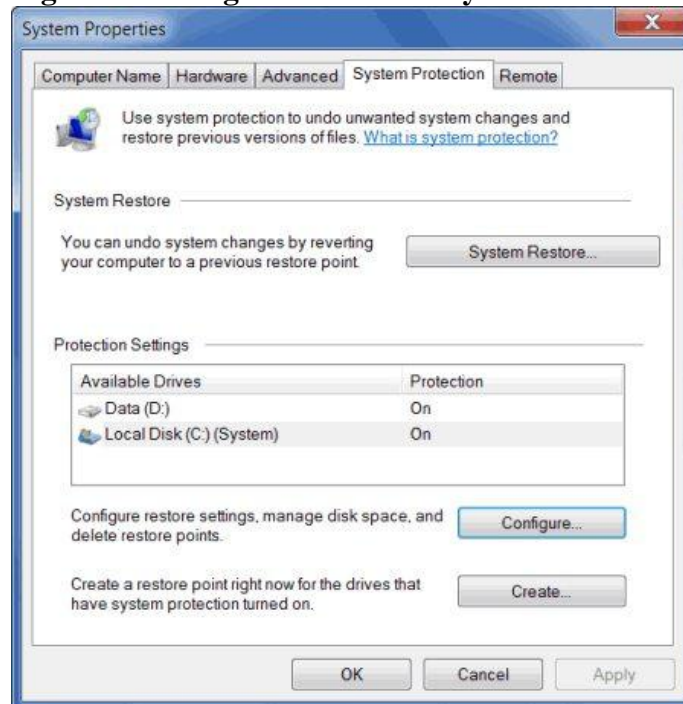 System Properties
Computer Name Hardware Advanced System Protection Remote
Use system protection to undo unwanted system changes and
restore previous versions of files. What is system protection?
System Restore
You can undo system changes by reverting
your computer to a previous restore point.
System Restore...
Protection Settings
Available Drives Protection
Data (D:) On
Local Disk (C:) (System) On
Configure restore settings, manage disk space, and
delete restore points.
Configure...
Create a restore point right now for the drives that
have system protection turned on.
Create...
OK Cancel Apply